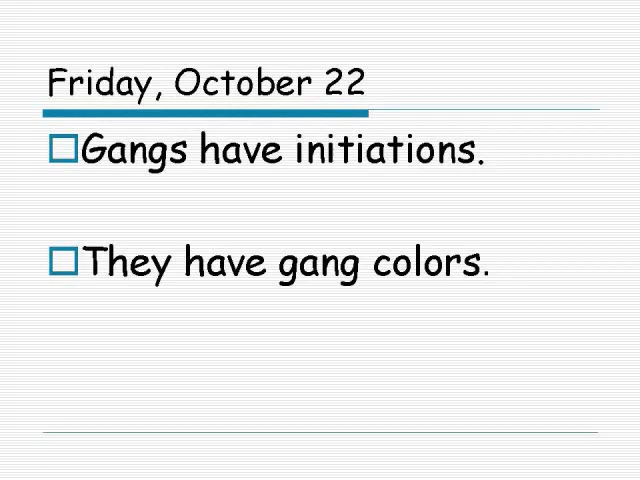 Friday, October 22
Gangs have initiations.
They have gang colors.